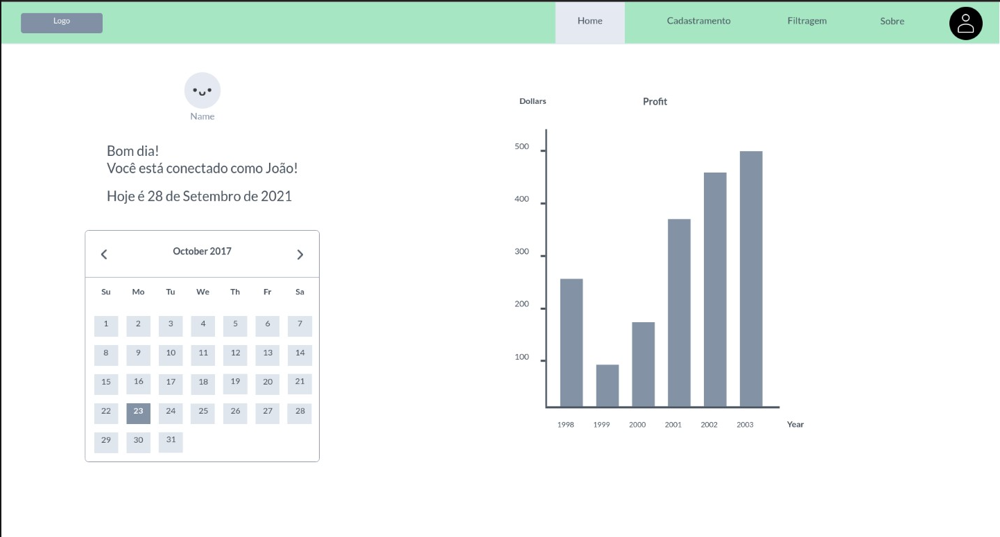 Logo
Home
Cadastramento
Filtragem
Sobre
Name
Bom dia!
Você está conectado como João!
Hoje é 28 de Setembro de 2021
October 2017
Su Mo Tu We Th Fr Sa
1 2 3 4 5 6 7
8 9 10 11 12 13 14
15 16 17 18 19 20 21
22 23 24 25 26 27 28
29 30 31
Dollars
Profit
500
400
300
200
100
1998 1999 2000 2001 2002 2003
Year